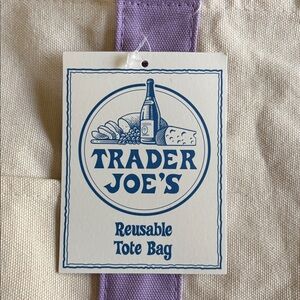 TRADER
JOE'S
Reusable
Tote Bag